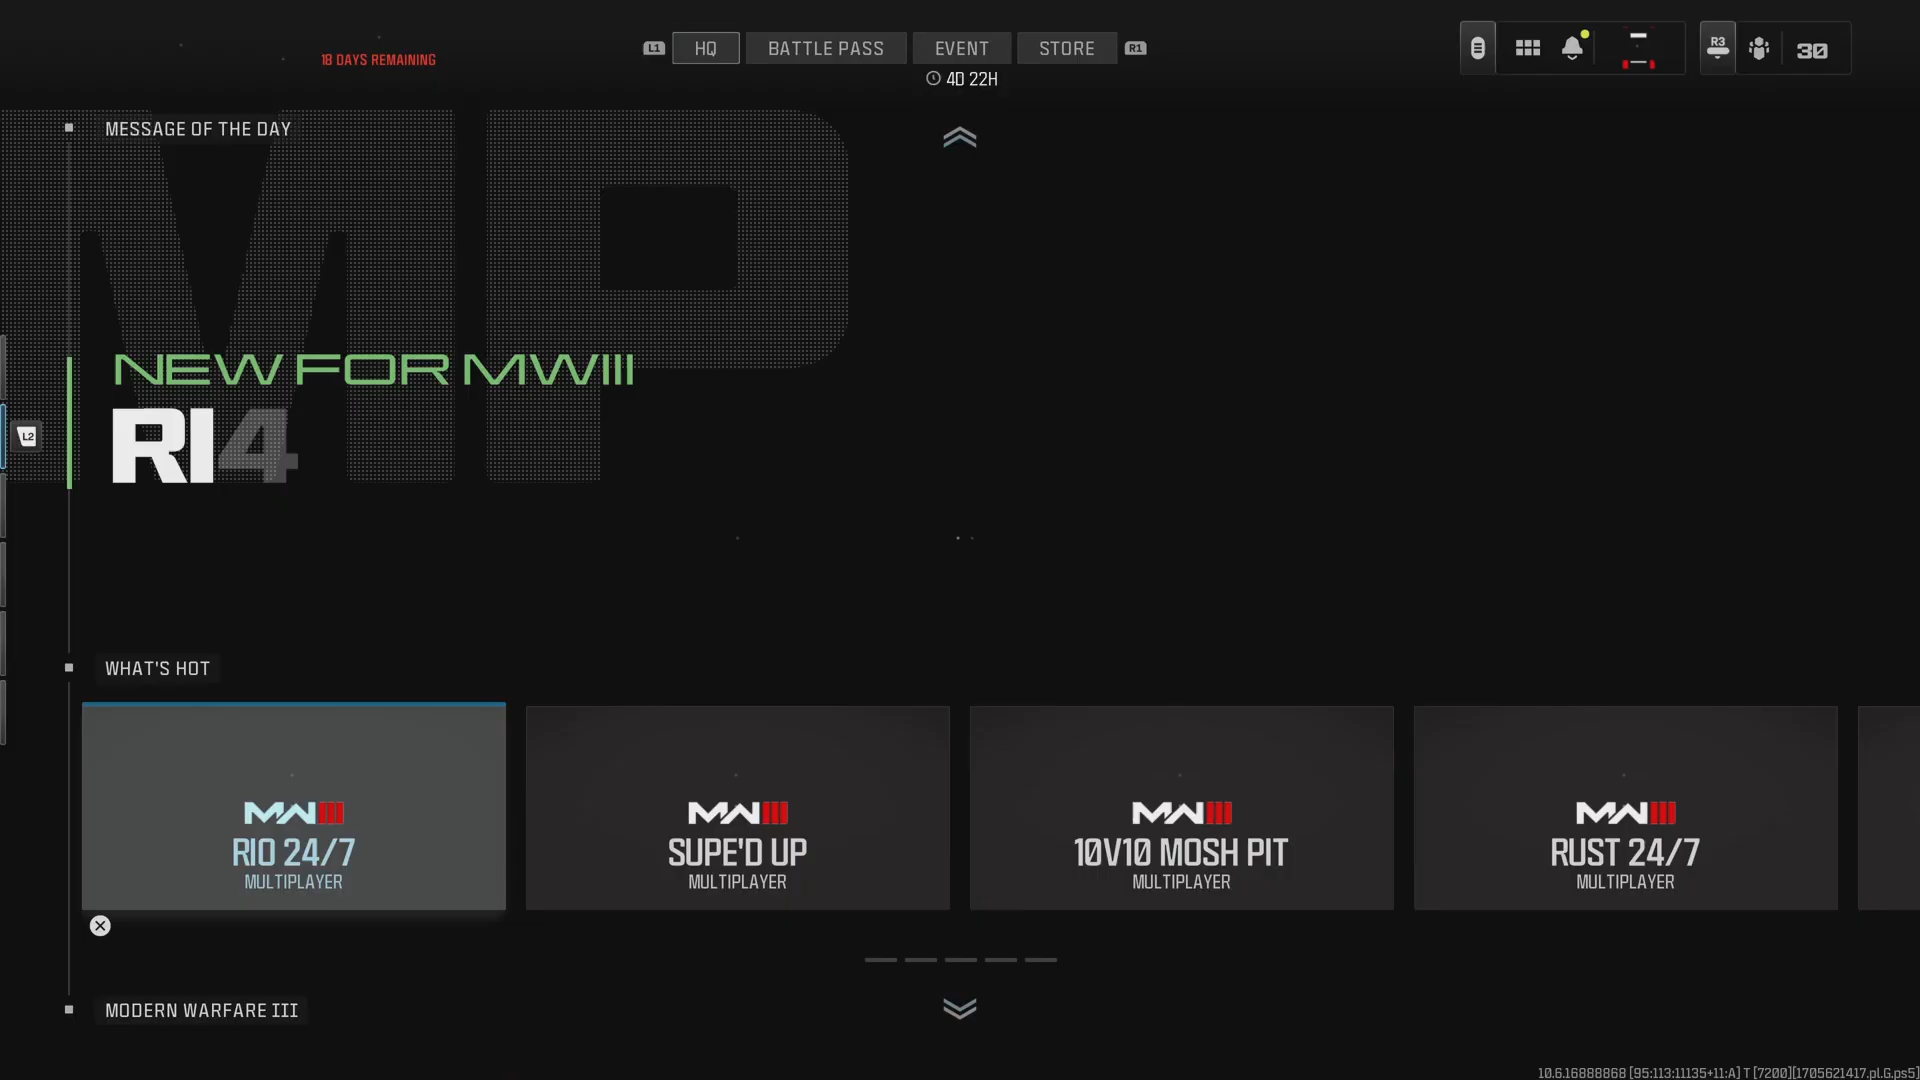 18 DAYS REMAINING
L1 HQ BATTLE PASS EVENT STORE R1
4D 22H
R3 30
MESSAGE OF THE DAY
MP
NEW FOR MWIII
RI4
L2
WHAT'S HOT
MWIII
RIO 24/7
MULTIPLAYER
MWIII
SUPE'D UP
MULTIPLAYER
MWIII
10V10 MOSH PIT
MULTIPLAYER
MWIII
RUST 24/7
MULTIPLAYER
MODERN WARFARE III
10.6.16888868 [95:113:11135+11:A] T [7200][1705621417.pl.G.ps5]